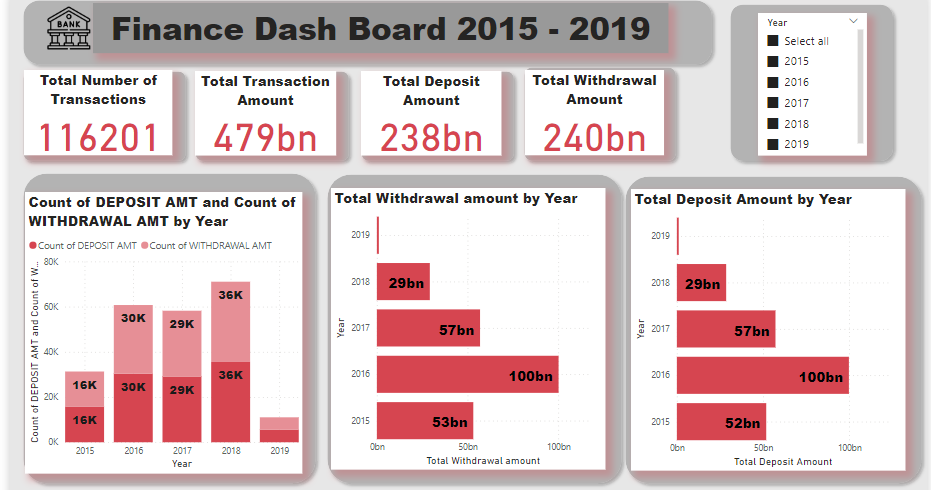 BANK
Finance Dash Board 2015 - 2019
Year
Select all
2015
2016
2017
2018
2019
Total Number of
Transactions
116201
Total Transaction
Amount
479bn
Total Deposit
Amount
238bn
Total Withdrawal
Amount
240bn
Count of DEPOSIT AMT and Count of
WITHDRAWAL AMT by Year
Count of DEPOSIT AMT Count of WITHDRAWAL AMT
Count of DEPOSIT AMT and Count of W...
80K
60K
40K
20K
0K
16K
16K
30K
30K
29K
29K
36K
36K
2015 2016 2017 2018 2019
Year
Total Withdrawal amount by Year
Year
2019
2018 29bn
2017 57bn
2016 100bn
2015 53bn
0bn 50bn 100bn
Total Withdrawal amount
Total Deposit Amount by Year
Year
2019
2018 29bn
2017 57bn
2016 100bn
2015 52bn
0bn 50bn 100bn
Total Deposit Amount